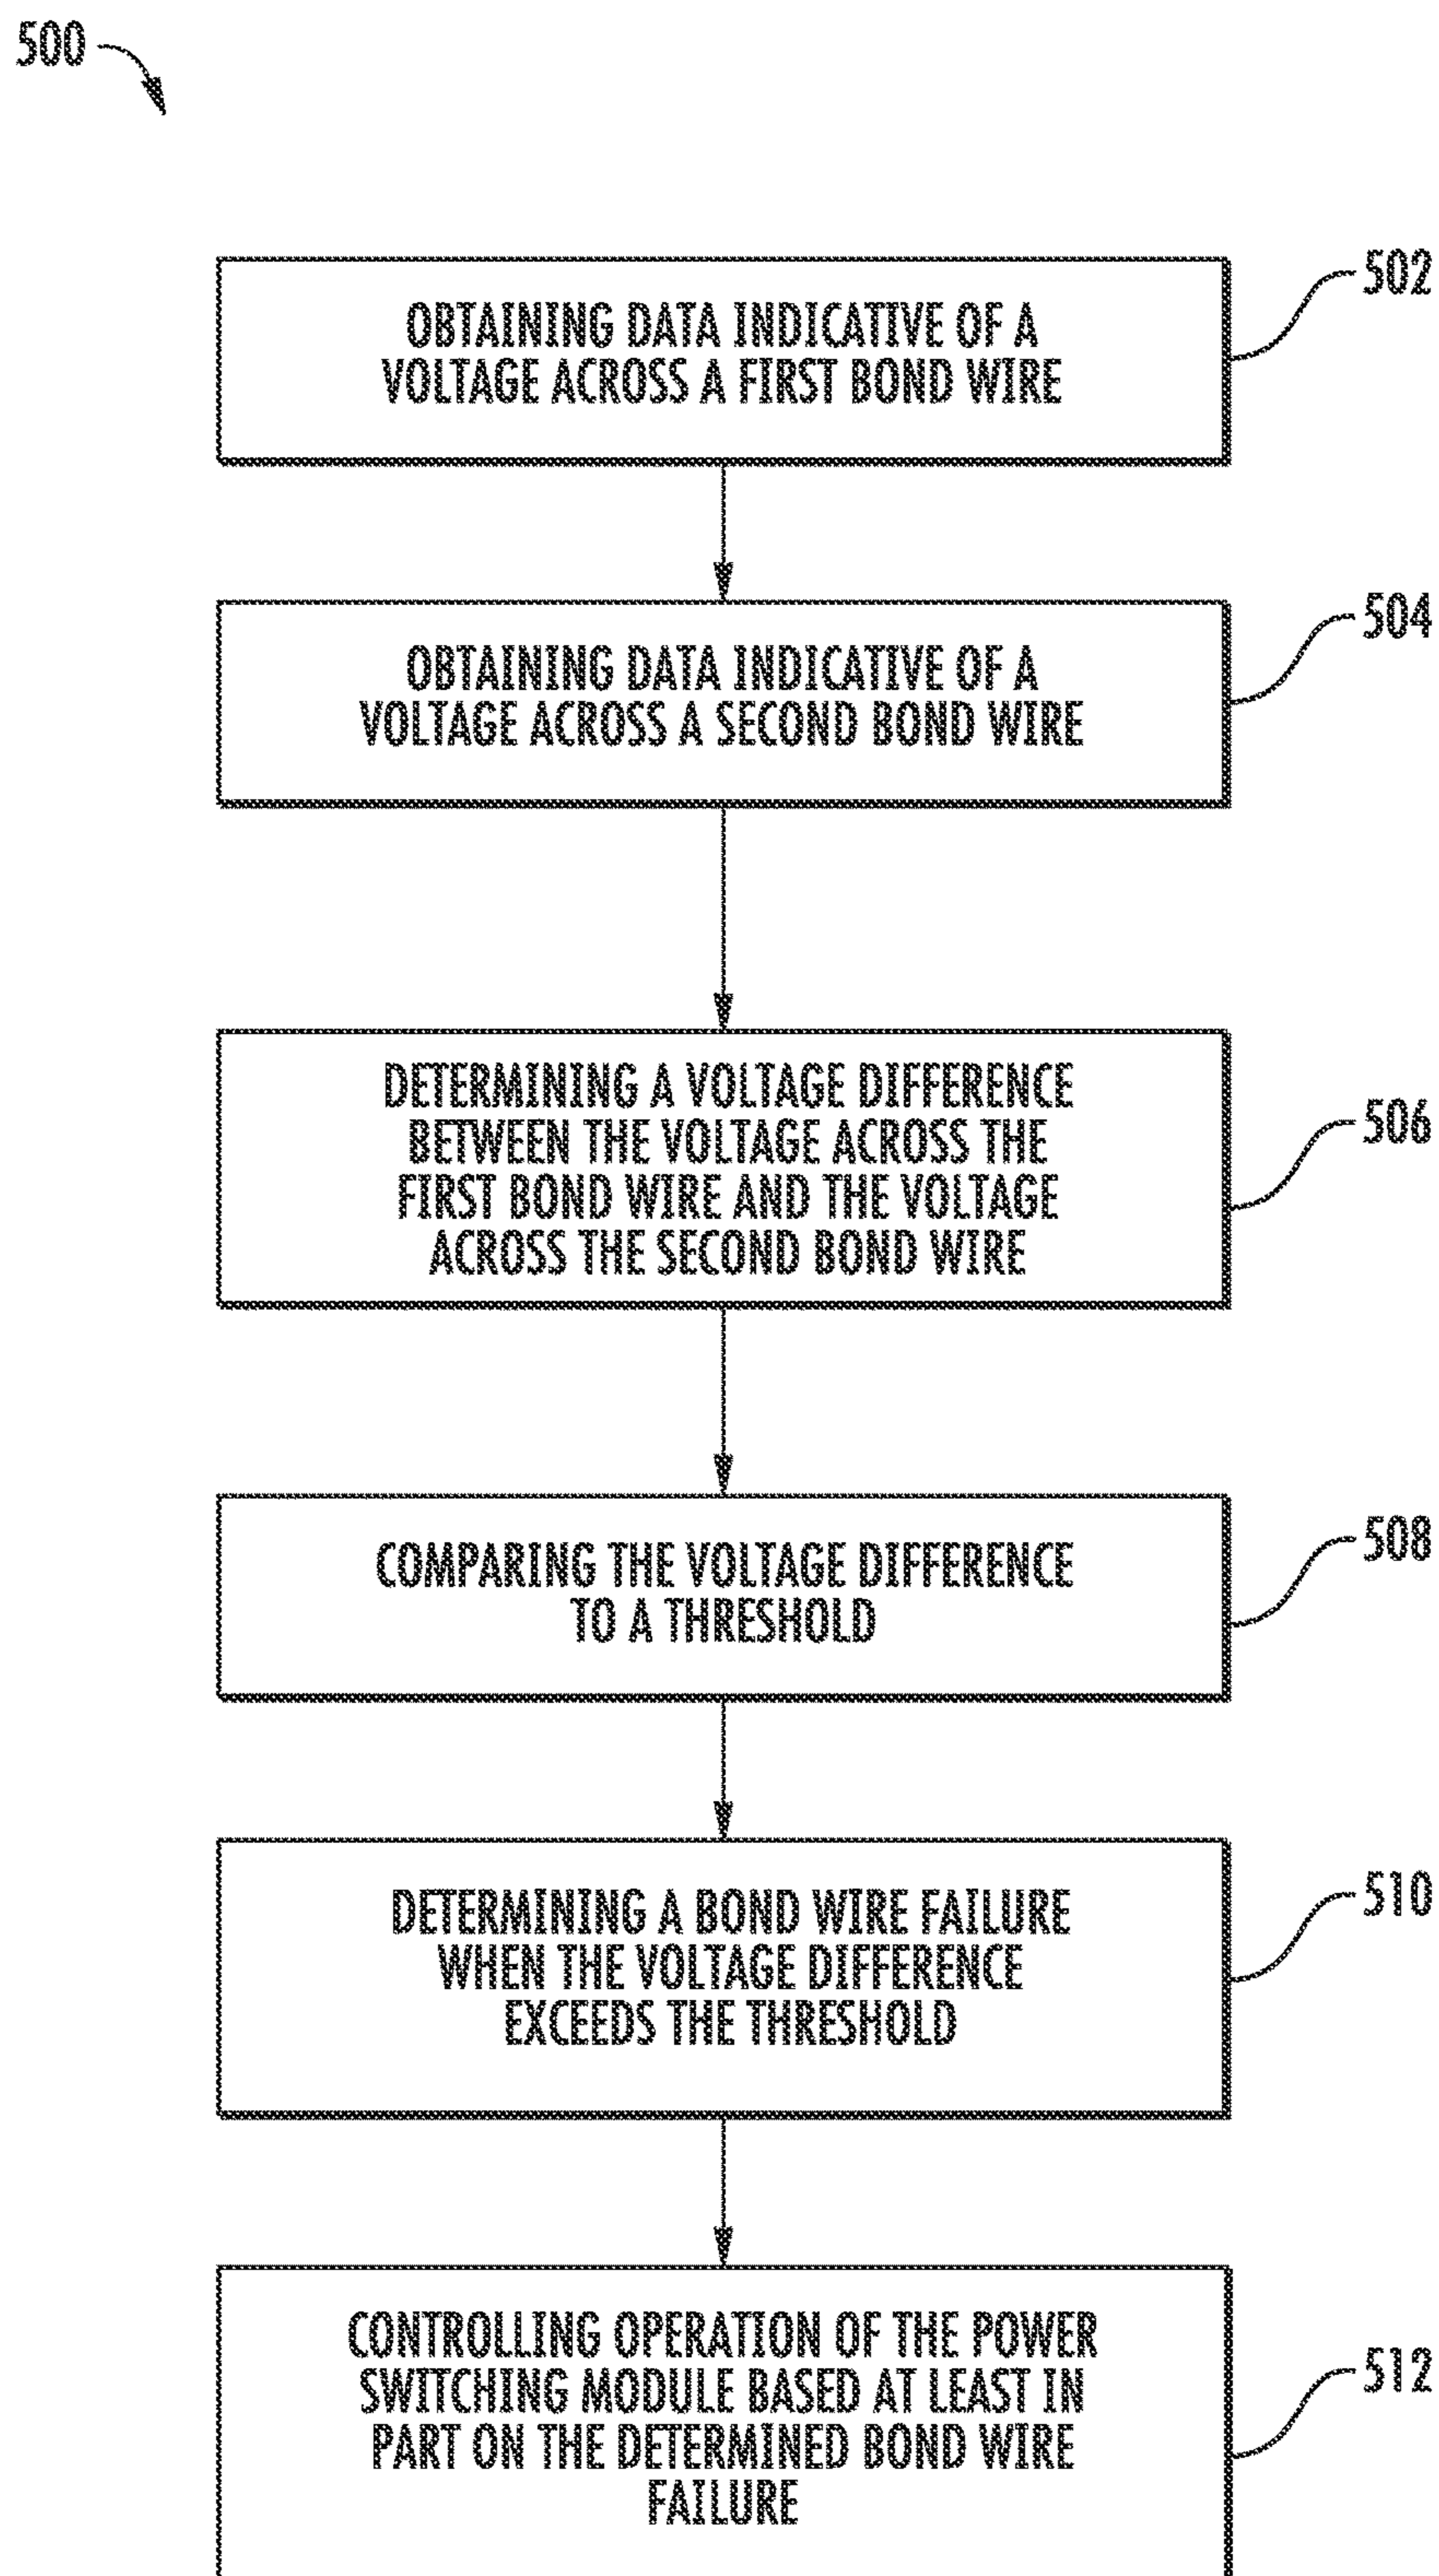 500
502
OBTAINING DATA INDICATIVE OF A
VOLTAGE ACROSS A FIRST BOND WIRE
504
OBTAINING DATA INDICATIVE OF A
VOLTAGE ACROSS A SECOND BOND WIRE
506
DETERMINING A VOLTAGE DIFFERENCE
BETWEEN THE VOLTAGE ACROSS THE
FIRST BOND WIRE AND THE VOLTAGE
ACROSS THE SECOND BOND WIRE
508
COMPARING THE VOLTAGE DIFFERENCE
TO A THRESHOLD
510
DETERMINING A BOND WIRE FAILURE
WHEN THE VOLTAGE DIFFERENCE
EXCEEDS THE THRESHOLD
512
CONTROLLING OPERATION OF THE POWER
SWITCHING MODULE BASED AT LEAST IN
PART ON THE DETERMINED BOND WIRE
FAILURE